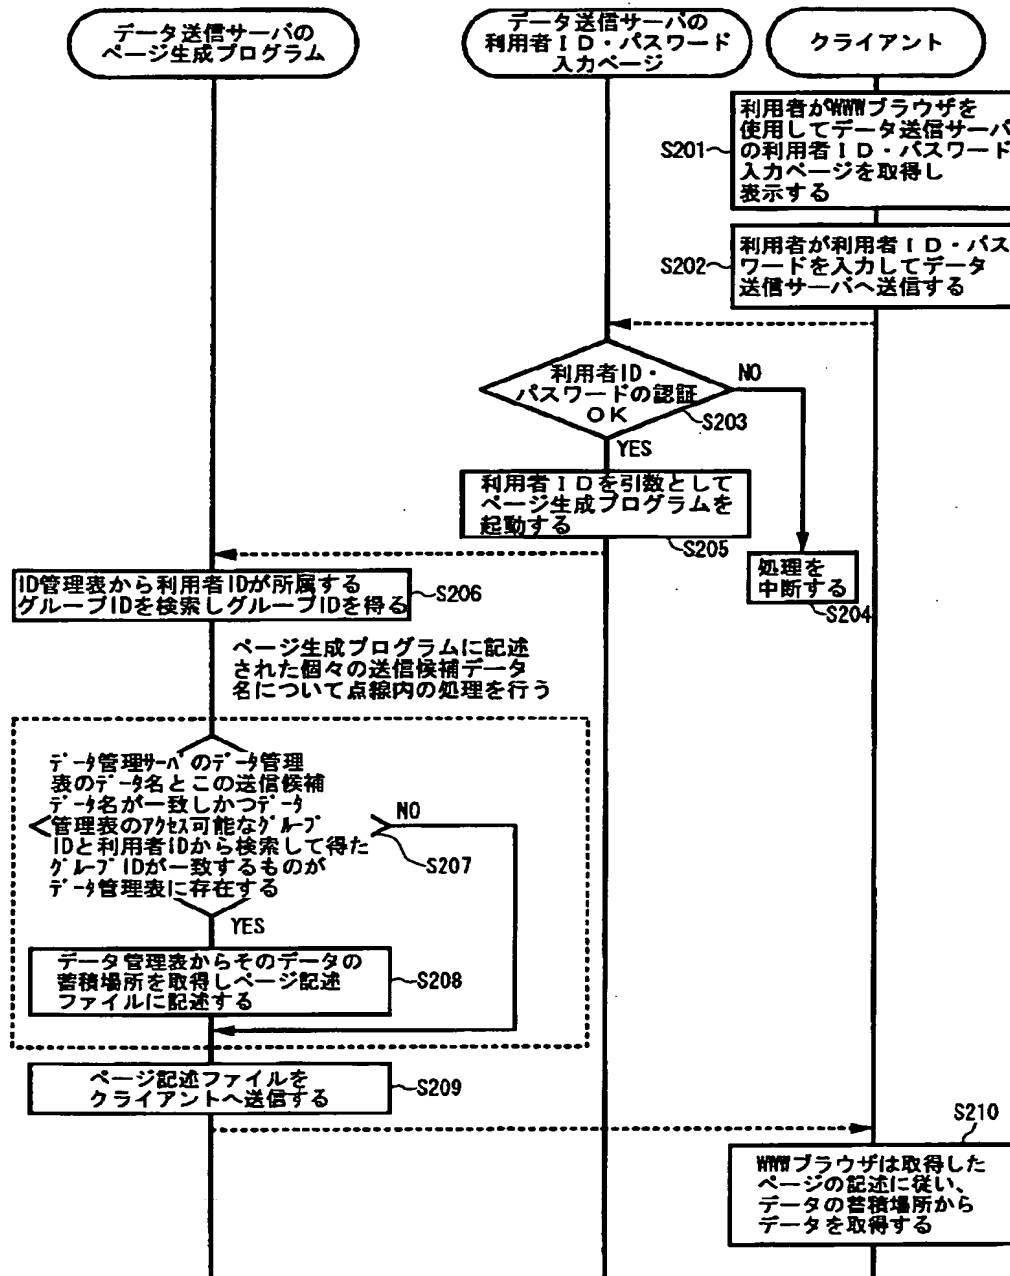 データ送信サーバの
ページ生成プログラム
データ送信サーバの
利用者ID・パスワード
入力ページ
クライアント
利用者がWWWブラウザを
使用してデータ送信サーバ
の利用者ID・パスワード
入力ページを取得し
表示する
S201
利用者が利用者ID・パス
ワードを入力してデータ
送信サーバへ送信する
S202
利用者ID・
パスワードの認証
OK
NO
S203
YES
利用者IDを引数として
ページ生成プログラムを
起動する
S205
処理を
中断する
S204
ID管理表から利用者IDが所属する
グループIDを検索しグループIDを得る
S206
ページ生成プログラムに記述
された個々の送信候補データ
名について点線内の処理を行う
データ管理サーバのデータ管理
表のデータ名とこの送信候補
データ名が一致しかつデータ
管理表のアクセス可能なグループ
IDと利用者IDから検索して得た
グループIDが一致するものが
データ管理表に存在する
NO
S207
YES
データ管理表からそのデータの
蓄積場所を取得しページ記述
ファイルに記述する
S208
ページ記述ファイルを
クライアントへ送信する
S209
S210
WWWブラウザは取得した
ページの記述に従い、
データの蓄積場所から
データを取得する